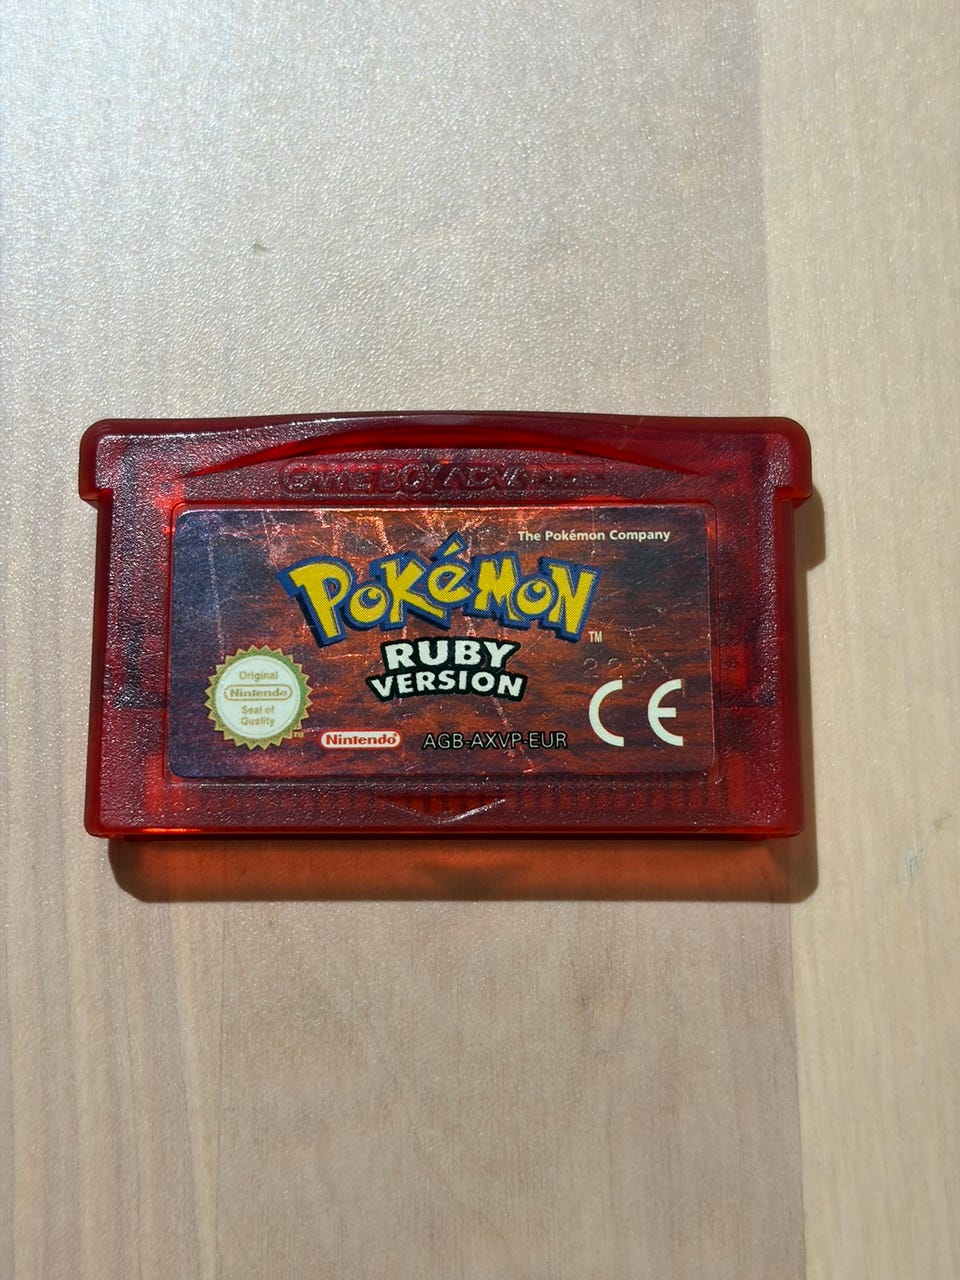 GAME BOY ADVANCE
The Pokémon Company
POKéMON
TM
RUBY
VERSION
Original
Nintendo
Seal of
Quality
TM
Nintendo
AGB-AXVP-EUR
CE